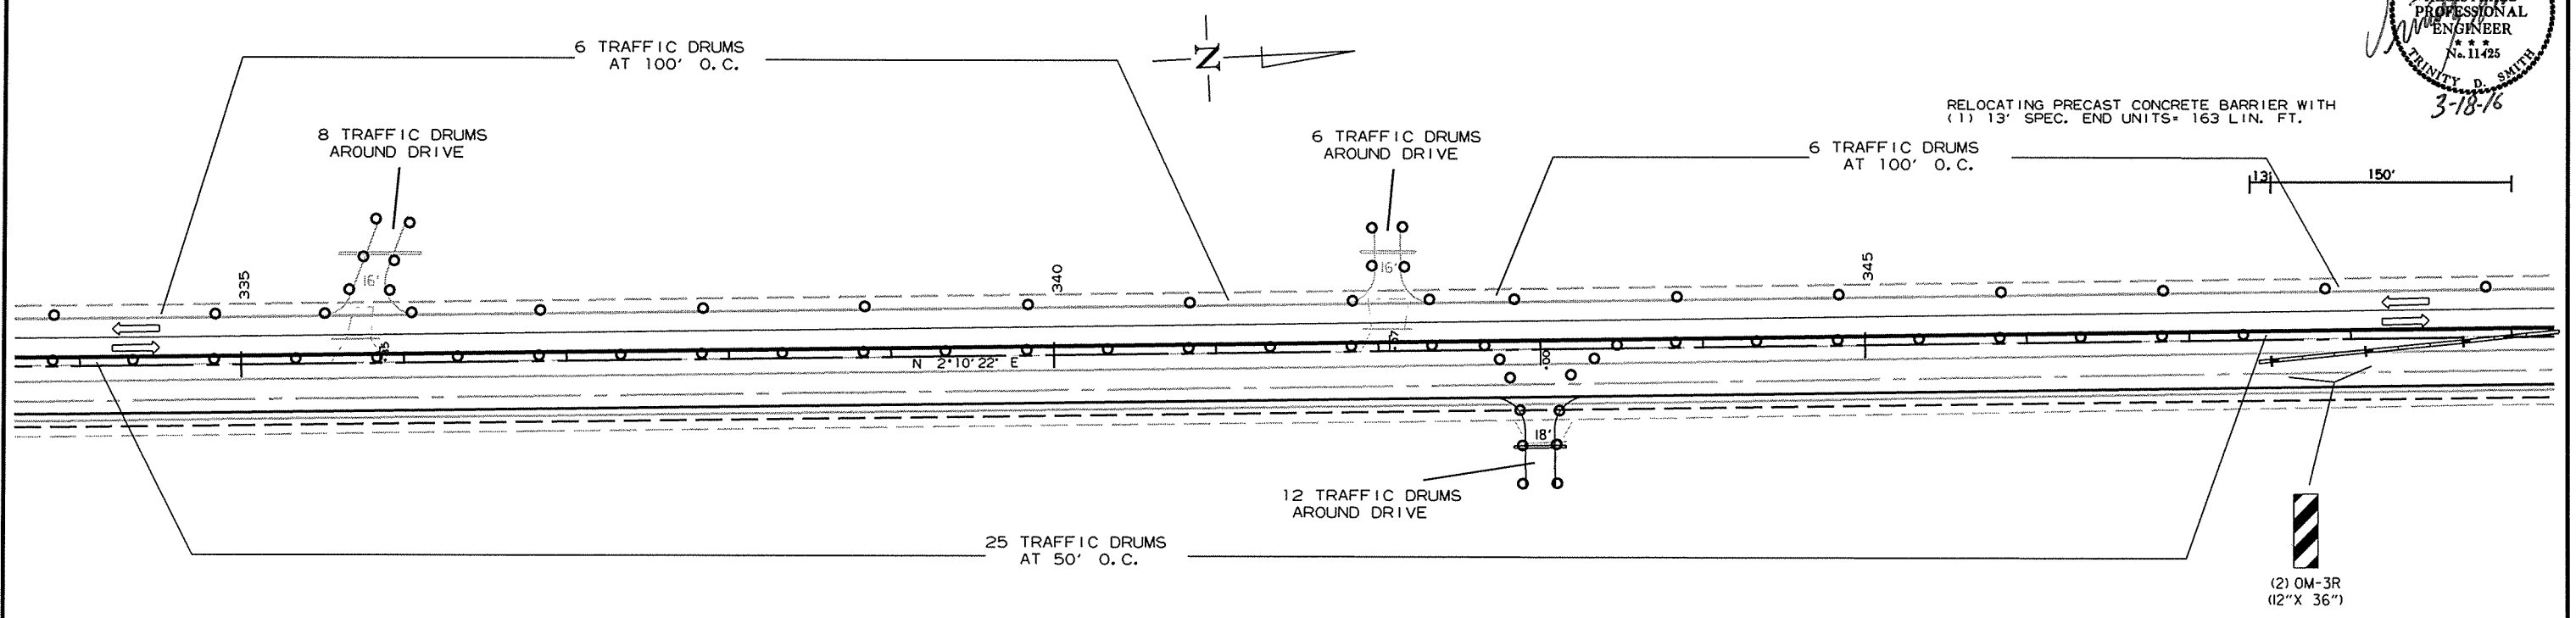 PROFESSIONAL
ENGINEER
* * *
No. 11425
TRINITY D. SMITH
3-18-16
6 TRAFFIC DRUMS
AT 100' O.C.
N
RELOCATING PRECAST CONCRETE BARRIER WITH
(1) 13' SPEC. END UNITS= 163 LIN. FT.
8 TRAFFIC DRUMS
AROUND DRIVE
6 TRAFFIC DRUMS
AROUND DRIVE
6 TRAFFIC DRUMS
AT 100' O.C.
13'
150'
335
16'
340
16'
345
N 2°10'22" E
18'
12 TRAFFIC DRUMS
AROUND DRIVE
25 TRAFFIC DRUMS
AT 50' O.C.
(2) OM-3R
(12"X 36")